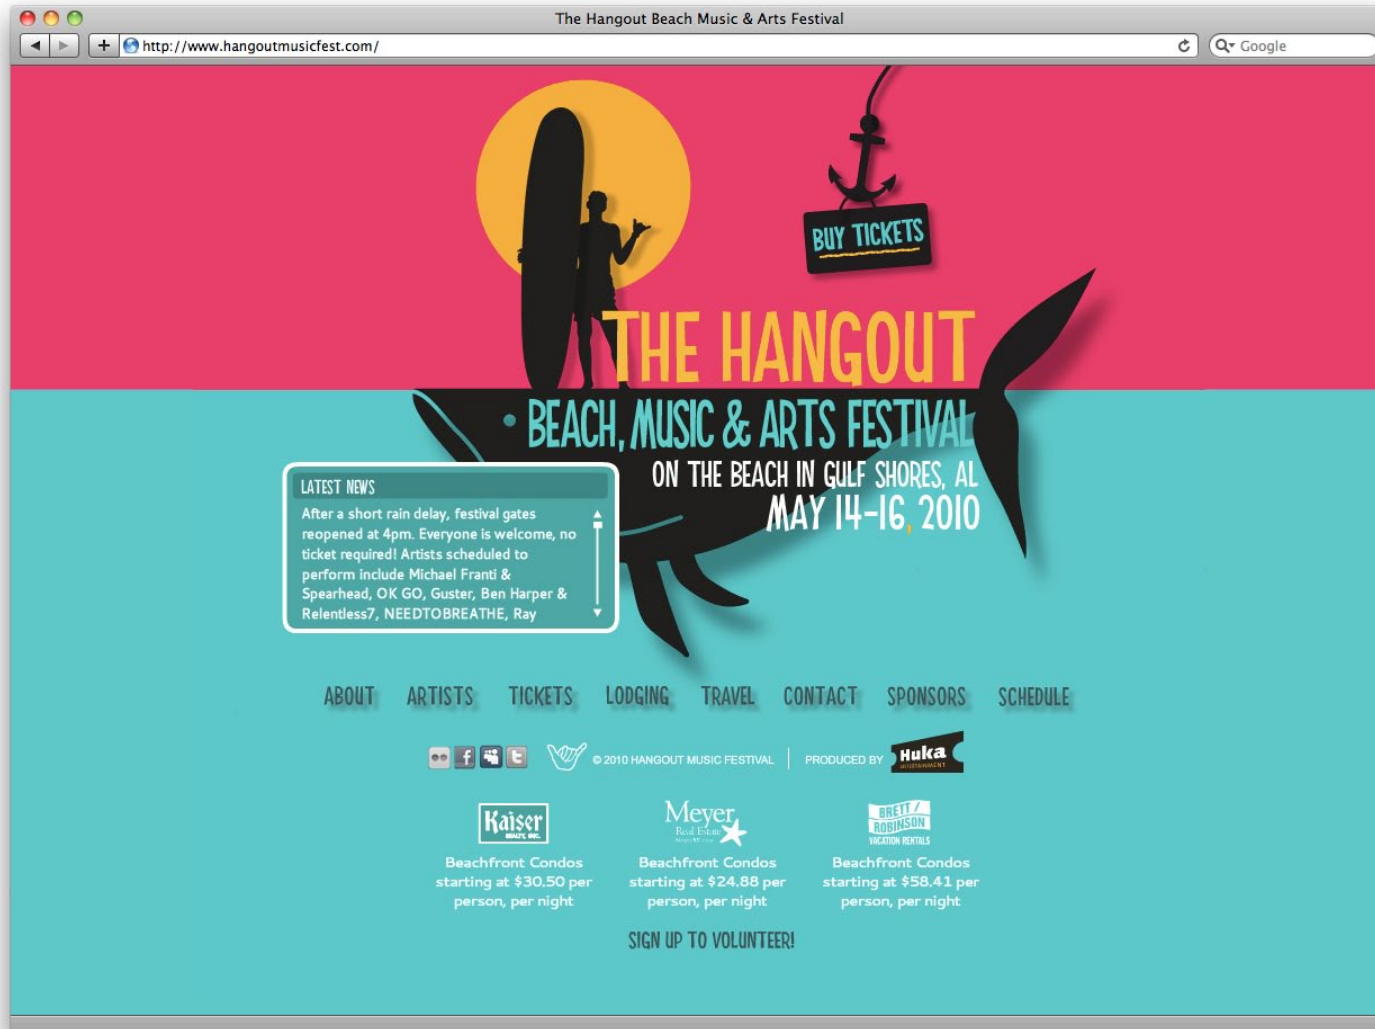 The Hangout Beach Music & Arts Festival
http://www.hangoutmusicfest.com/
Google
BUY TICKETS
THE HANGOUT
BEACH, MUSIC & ARTS FESTIVAL
ON THE BEACH IN GULF SHORES, AL
MAY 14-16, 2010
LATEST NEWS
After a short rain delay, festival gates
reopened at 4pm. Everyone is welcome, no
ticket required! Artists scheduled to
perform include Michael Franti &
Spearhead, OK GO, Guster, Ben Harper &
Relentless7, NEEDTOBREATHE, Ray
ABOUT ARTISTS TICKETS LODGING TRAVEL CONTACT SPONSORS SCHEDULE
© 2010 HANGOUT MUSIC FESTIVAL PRODUCED BY Huka
ENTERTAINMENT
Kaiser
REALTY, INC.
Meyer
Real Estate
BRETT /
ROBINSON
VACATION RENTALS
Beachfront Condos
starting at $30.50 per
person, per night
Beachfront Condos
starting at $24.88 per
person, per night
Beachfront Condos
starting at $58.41 per
person, per night
SIGN UP TO VOLUNTEER!